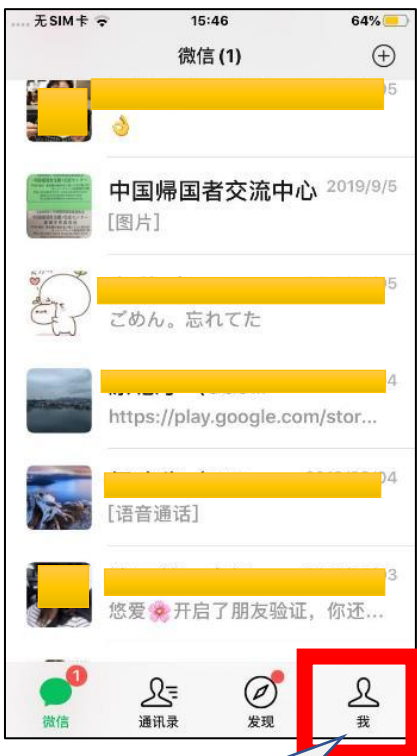 无SIM卡
15:46
64%
微信(1)
中国帰国者交流中心 2019/9/5
[图片]
ごめん。忘れてた
https://play.google.com/stor...
[语音通话]
悠爱🌸开启了朋友验证，你还...
1
微信 通讯录 发现 我